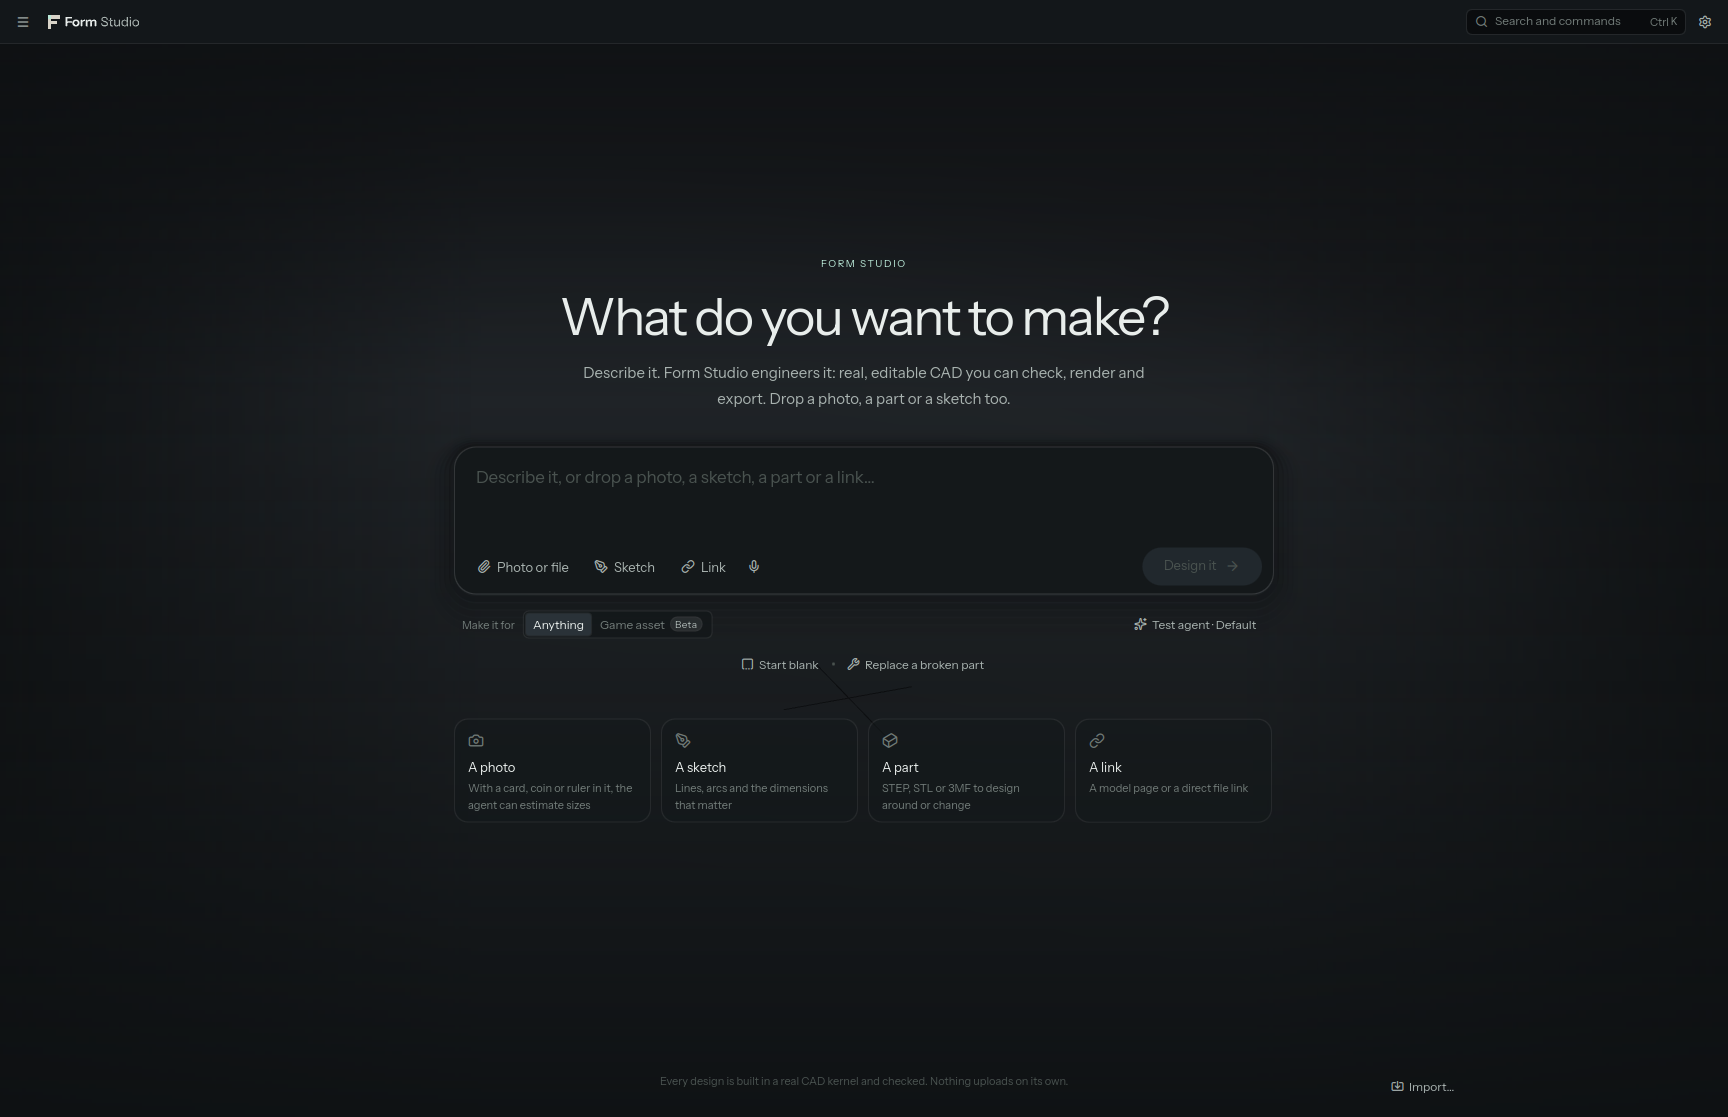 Form Studio
Search and commands Ctrl K
FORM STUDIO
What do you want to make?
Describe it. Form Studio engineers it: real, editable CAD you can check, render and
export. Drop a photo, a part or a sketch too.
Describe it, or drop a photo, a sketch, a part or a link...
Photo or file Sketch Link Design it
Make it for Anything Game asset Beta Test agent · Default
Start blank • Replace a broken part
A photo
With a card, coin or ruler in it, the
agent can estimate sizes
A sketch
Lines, arcs and the dimensions
that matter
A part
STEP, STL or 3MF to design
around or change
A link
A model page or a direct file link
Every design is built in a real CAD kernel and checked. Nothing uploads on its own.
Import...